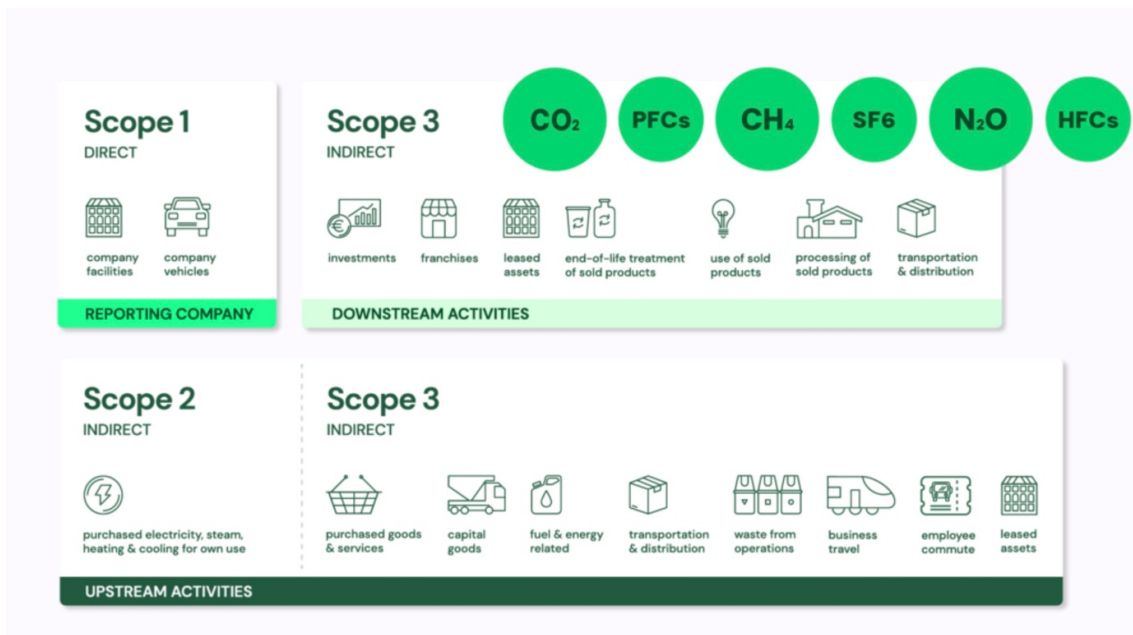 Scope 1
DIRECT
company
facilities
company
vehicles
REPORTING COMPANY
Scope 3
INDIRECT
CO₂
PFCs
CH₄
SF6
N₂O
HFCs
investments
franchises
leased
assets
end-of-life treatment
of sold products
use of sold
products
processing of
sold products
transportation
& distribution
DOWNSTREAM ACTIVITIES
Scope 2
INDIRECT
purchased electricity, steam,
heating & cooling for own use
Scope 3
INDIRECT
purchased goods
& services
capital
goods
fuel & energy
related
transportation
& distribution
waste from
operations
business
travel
employee
commute
leased
assets
UPSTREAM ACTIVITIES